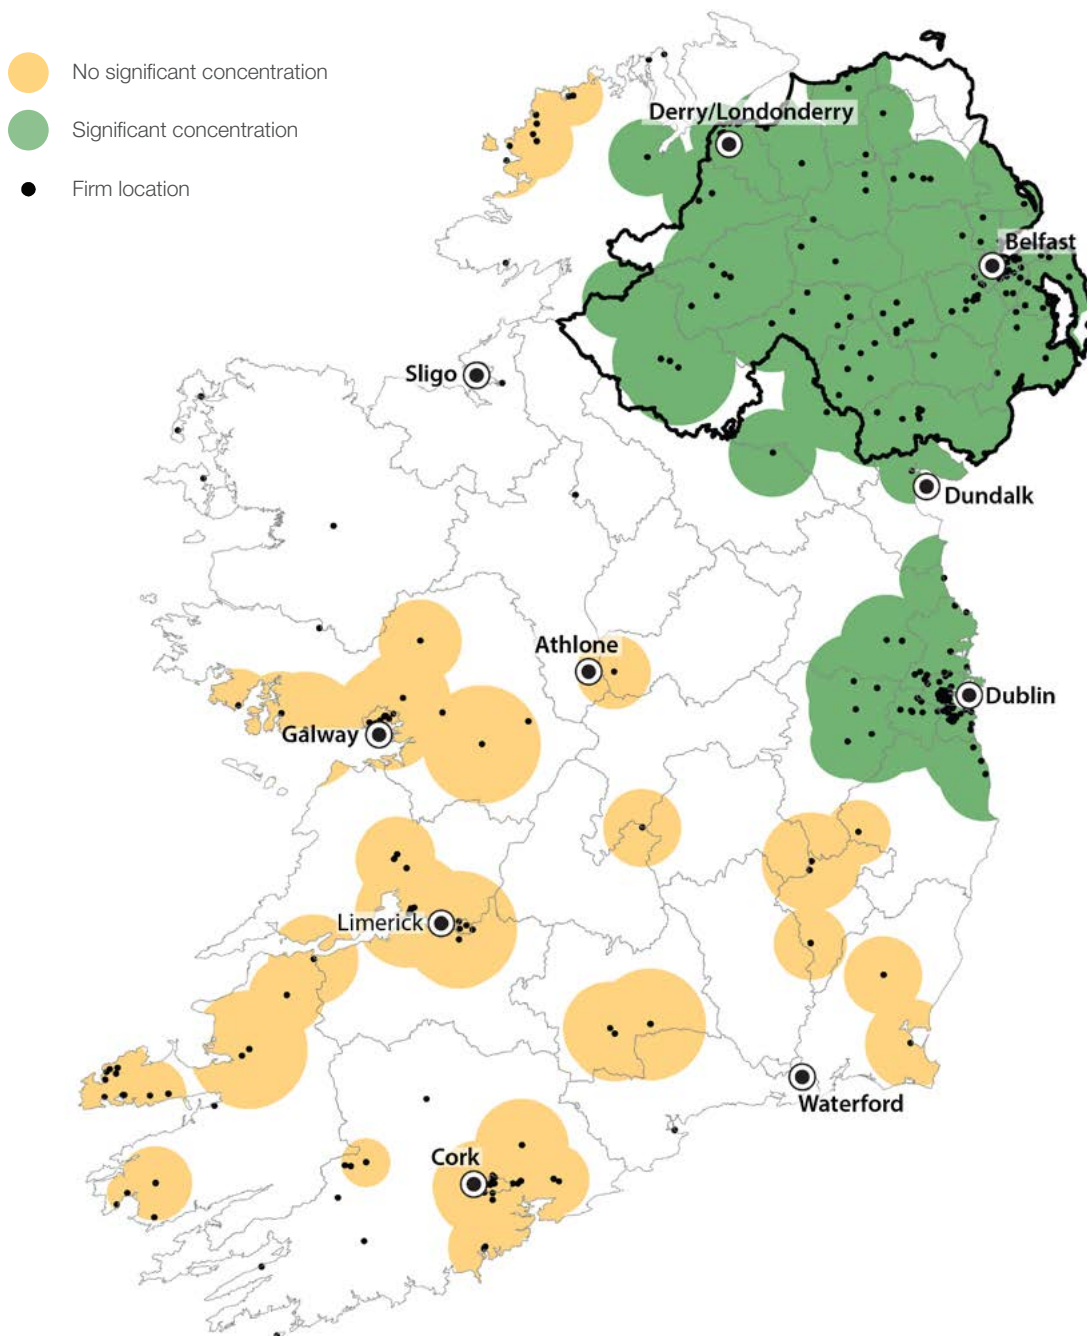 No significant concentration
Significant concentration
Firm location
Derry/Londonderry
Belfast
Sligo
Dundalk
Athlone
Dublin
Galway
Limerick
Waterford
Cork